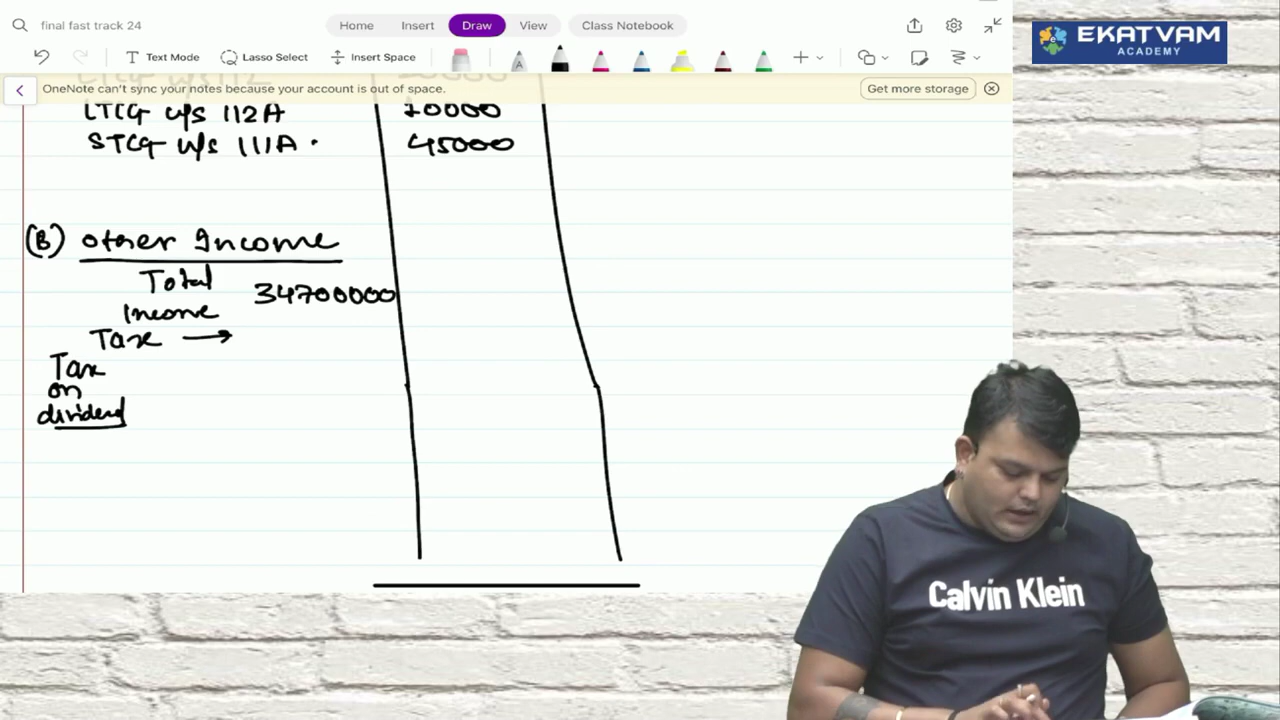 final fast track 24
Home Insert Draw View Class Notebook
Text Mode Lasso Select Insert Space
OneNote can't sync your notes because your account is out of space. Get more storage
LTCG u/s 112A
STCG u/s 111A . 45000
(B) Other Income
Total
Income 34700000
Tax →
Tax
on
dividend
EKATVAM
ACADEMY
Calvin Klein